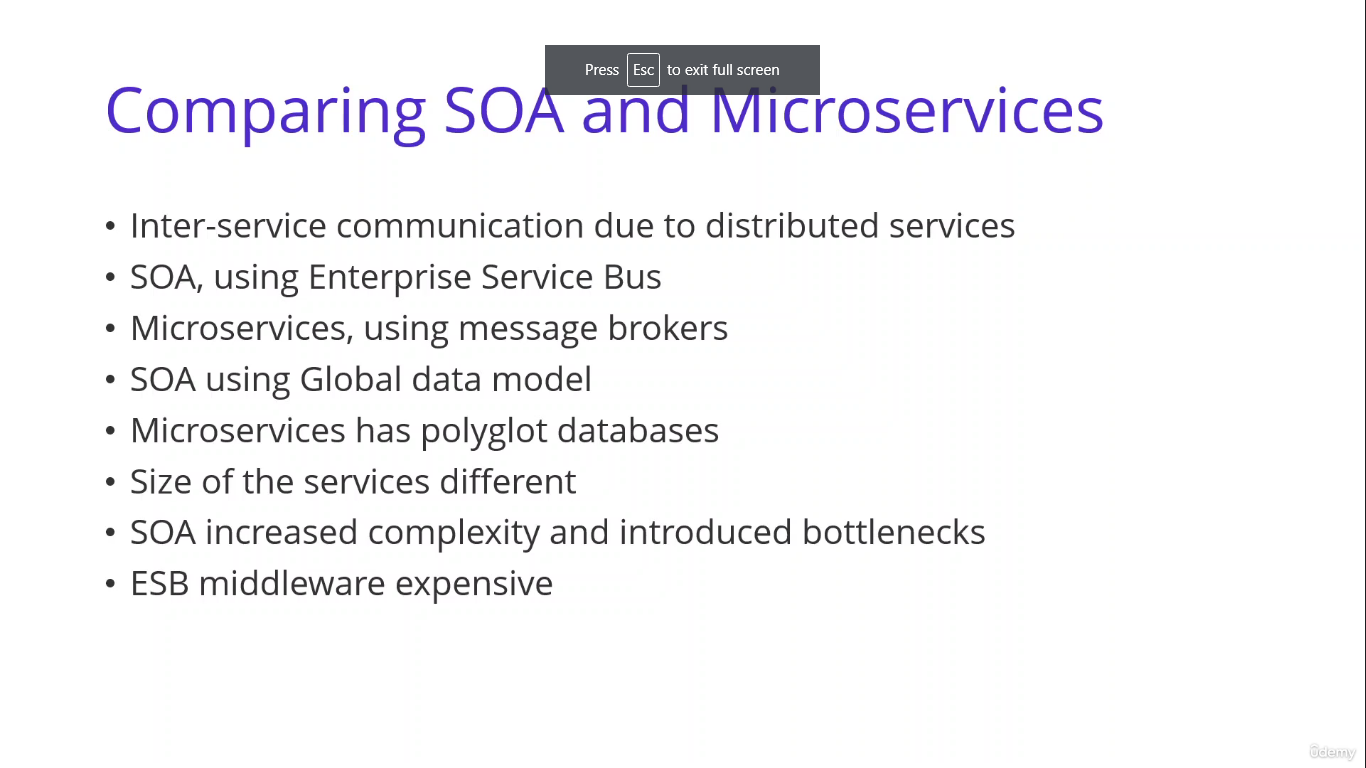 Press Esc to exit full screen
Comparing SOA and Microservices
• Inter-service communication due to distributed services
• SOA, using Enterprise Service Bus
• Microservices, using message brokers
• SOA using Global data model
• Microservices has polyglot databases
• Size of the services different
• SOA increased complexity and introduced bottlenecks
• ESB middleware expensive
ûdemy